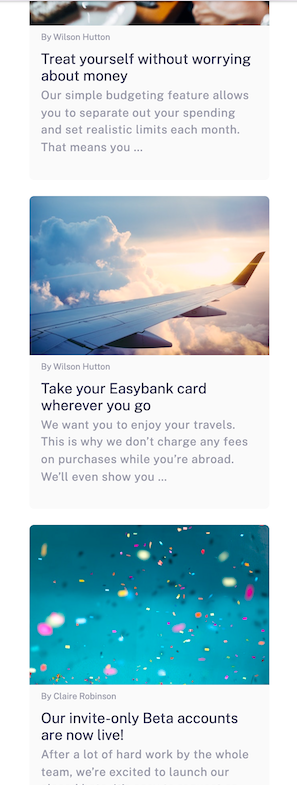 By Wilson Hutton
Treat yourself without worrying
about money
Our simple budgeting feature allows
you to separate out your spending
and set realistic limits each month.
That means you …
By Wilson Hutton
Take your Easybank card
wherever you go
We want you to enjoy your travels.
This is why we don’t charge any fees
on purchases while you’re abroad.
We’ll even show you …
By Claire Robinson
Our invite-only Beta accounts
are now live!
After a lot of hard work by the whole
team, we’re excited to launch our